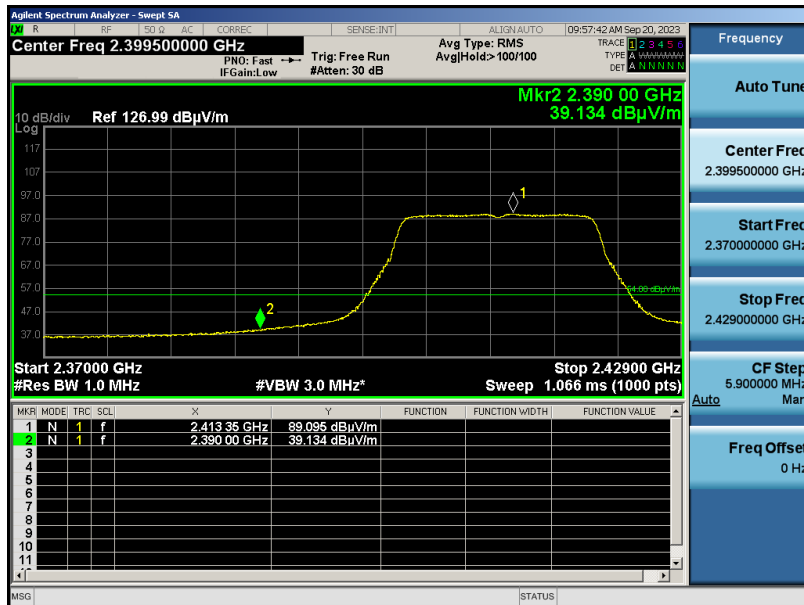 Agilent Spectrum Analyzer - Swept SA
LXI R RF 50 Ω AC CORREC SENSE:INT ALIGN AUTO 09:57:42 AM Sep 20, 2023
Center Freq 2.399500000 GHz
PNO: Fast
IFGain:Low
Trig: Free Run
#Atten: 30 dB
Avg Type: RMS
Avg|Hold:>100/100
TRACE 1 2 3 4 5 6
TYPE A
DET A N N N N N
Mkr2 2.390 00 GHz
39.134 dBµV/m
10 dB/div Ref 126.99 dBµV/m
Log
117
107
97.0
87.0
77.0
67.0
57.0
47.0
37.0
1
2
54.00 dBµV/m
Start 2.37000 GHz Stop 2.42900 GHz
#Res BW 1.0 MHz #VBW 3.0 MHz* Sweep 1.066 ms (1000 pts)
MKR MODE TRC SCL X Y FUNCTION FUNCTION WIDTH FUNCTION VALUE
1 N 1 f 2.413 35 GHz 89.095 dBµV/m
2 N 1 f 2.390 00 GHz 39.134 dBµV/m
3
4
5
6
7
8
9
10
11
MSG STATUS
Frequency
Auto Tune
Center Freq
2.399500000 GHz
Start Freq
2.370000000 GHz
Stop Freq
2.429000000 GHz
CF Step
5.900000 MHz
Auto Man
Freq Offset
0 Hz